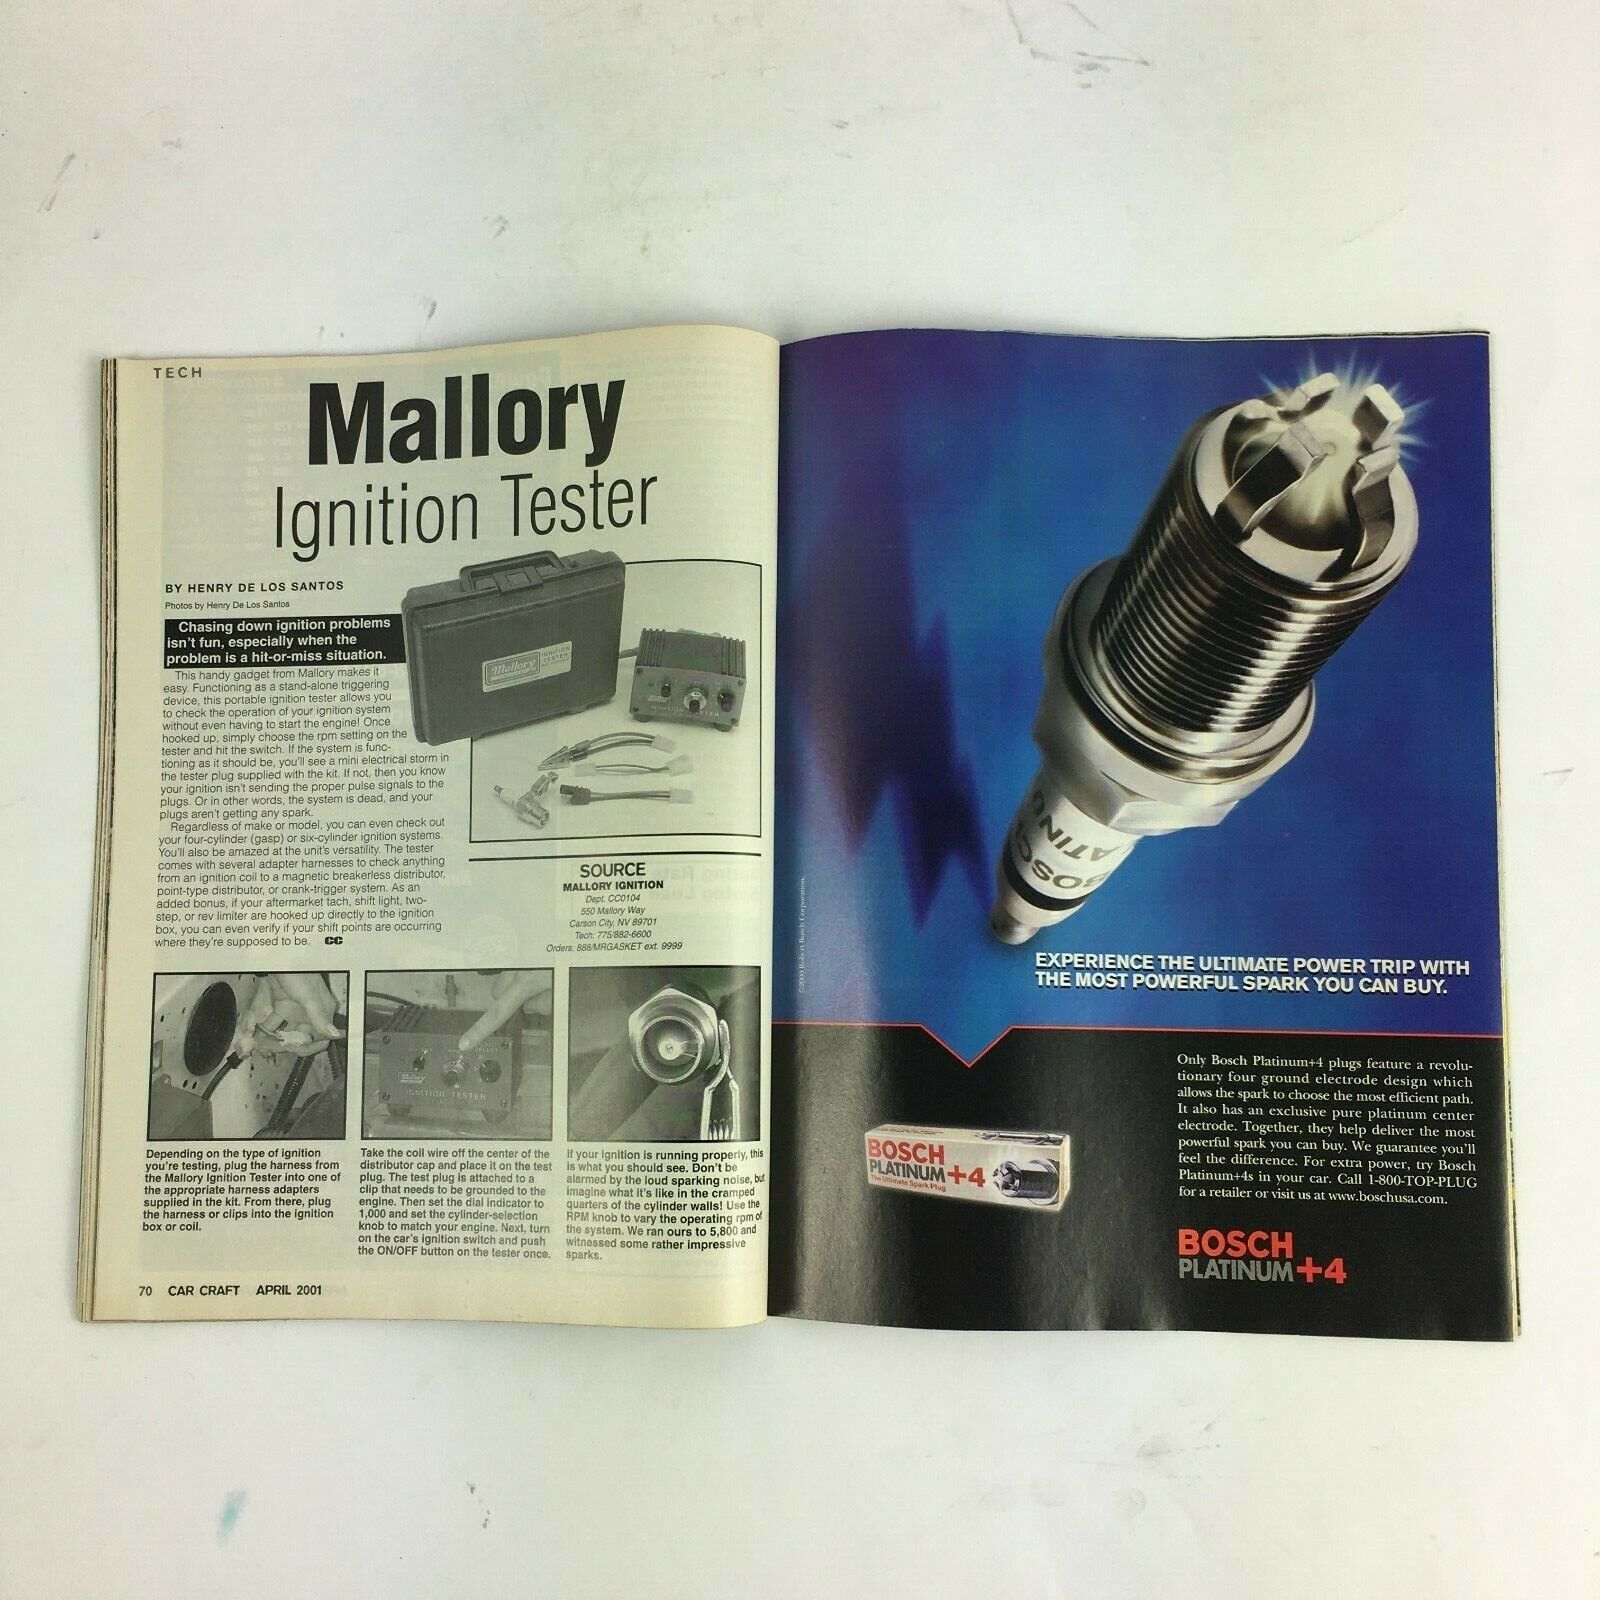 TECH
Mallory
Ignition Tester
BY HENRY DE LOS SANTOS
Photos by Henry De Los Santos
Chasing down ignition problems
isn't fun, especially when the
problem is a hit-or-miss situation.
This handy gadget from Mallory makes it
easy. Functioning as a stand-alone triggering
device, this portable ignition tester allows you
to check the operation of your ignition system
without even having to start the engine! Once
hooked up, simply choose the rpm setting on the
tester and hit the switch. If the system is func-
tioning as it should be, you'll see a mini electrical storm in
the tester plug supplied with the kit. If not, then you know
your ignition isn't sending the proper pulse signals to the
plugs. Or in other words, the system is dead, and your
plugs aren't getting any spark.
Regardless of make or model, you can even check out
your four-cylinder (gasp) or six-cylinder ignition systems.
You'll also be amazed at the unit's versatility. The tester
comes with several adapter harnesses to check anything
from an ignition coil to a magnetic breakerless distributor,
point-type distributor, or crank-trigger system. As an
added bonus, if your aftermarket tach, shift light, two-
step, or rev limiter are hooked up directly to the ignition
box, you can even verify if your shift points are occurring
where they're supposed to be. CC
Mallory
IGNITION
TESTER
IGNITION TESTER
SOURCE
MALLORY IGNITION
Dept. CC0104
550 Mallory Way
Carson City, NV 89701
Tech: 775/882-6600
Orders: 888/MRGASKET ext. 9999
IGNITION TESTER
Depending on the type of ignition
you're testing, plug the harness from
the Mallory Ignition Tester into one of
the appropriate harness adapters
supplied in the kit. From there, plug
the harness or clips into the ignition
box or coil.
Take the coil wire off the center of the
distributor cap and place it on the test
plug. The test plug is attached to a
clip that needs to be grounded to the
engine. Then set the dial indicator to
1,000 and set the cylinder-selection
knob to match your engine. Next, turn
on the car's ignition switch and push
the ON/OFF button on the tester once.
If your ignition is running properly, this
is what you should see. Don't be
alarmed by the loud sparking noise, but
imagine what it's like in the cramped
quarters of the cylinder walls! Use the
RPM knob to vary the operating rpm of
the system. We ran ours to 5,800 and
witnessed some rather impressive
sparks.
70 CAR CRAFT APRIL 2001
©2000 Robert Bosch Corporation.
EXPERIENCE THE ULTIMATE POWER TRIP WITH
THE MOST POWERFUL SPARK YOU CAN BUY.
Only Bosch Platinum+4 plugs feature a revolu-
tionary four ground electrode design which
allows the spark to choose the most efficient path.
It also has an exclusive pure platinum center
electrode. Together, they help deliver the most
powerful spark you can buy. We guarantee you'll
feel the difference. For extra power, try Bosch
Platinum+4s in your car. Call 1-800-TOP-PLUG
for a retailer or visit us at www.boschusa.com.
BOSCH
PLATINUM+4
The Ultimate Spark Plug
BOSCH
PLATINUM+4